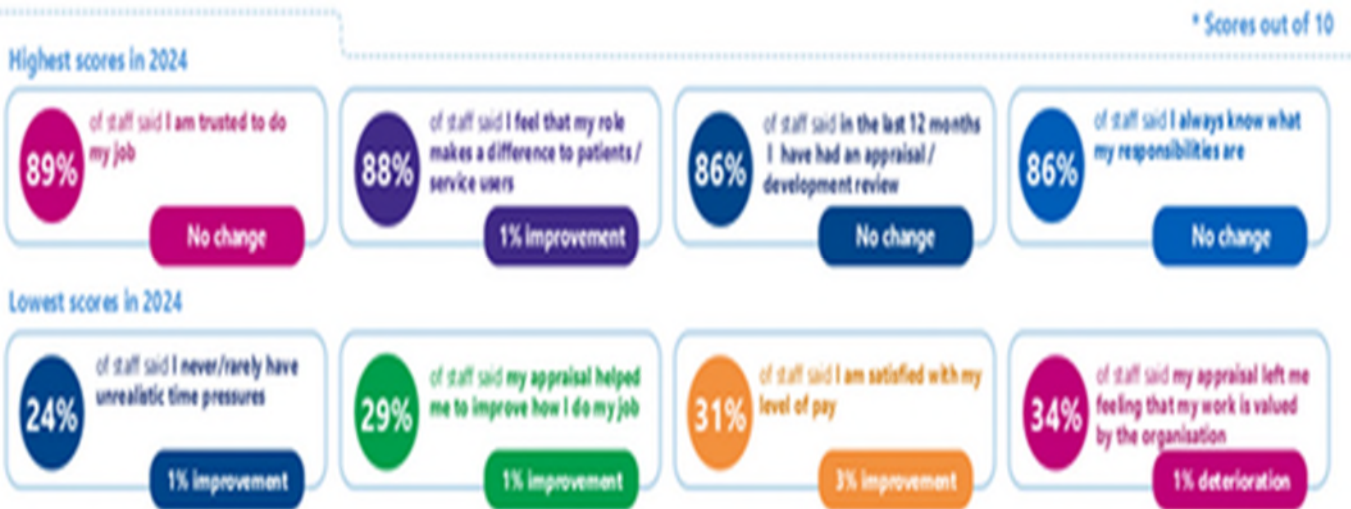 * Scores out of 10
Highest scores in 2024
89%
of staff said I am trusted to do
my job
No change
88%
of staff said I feel that my role
makes a difference to patients /
service users
1% improvement
86%
of staff said in the last 12 months
I have had an appraisal /
development review
No change
86%
of staff said I always know what
my responsibilities are
No change
Lowest scores in 2024
24%
of staff said I never/rarely have
unrealistic time pressures
1% improvement
29%
of staff said my appraisal helped
me to improve how I do my job
1% improvement
31%
of staff said I am satisfied with my
level of pay
3% improvement
34%
of staff said my appraisal left me
feeling that my work is valued
by the organisation
1% deterioration